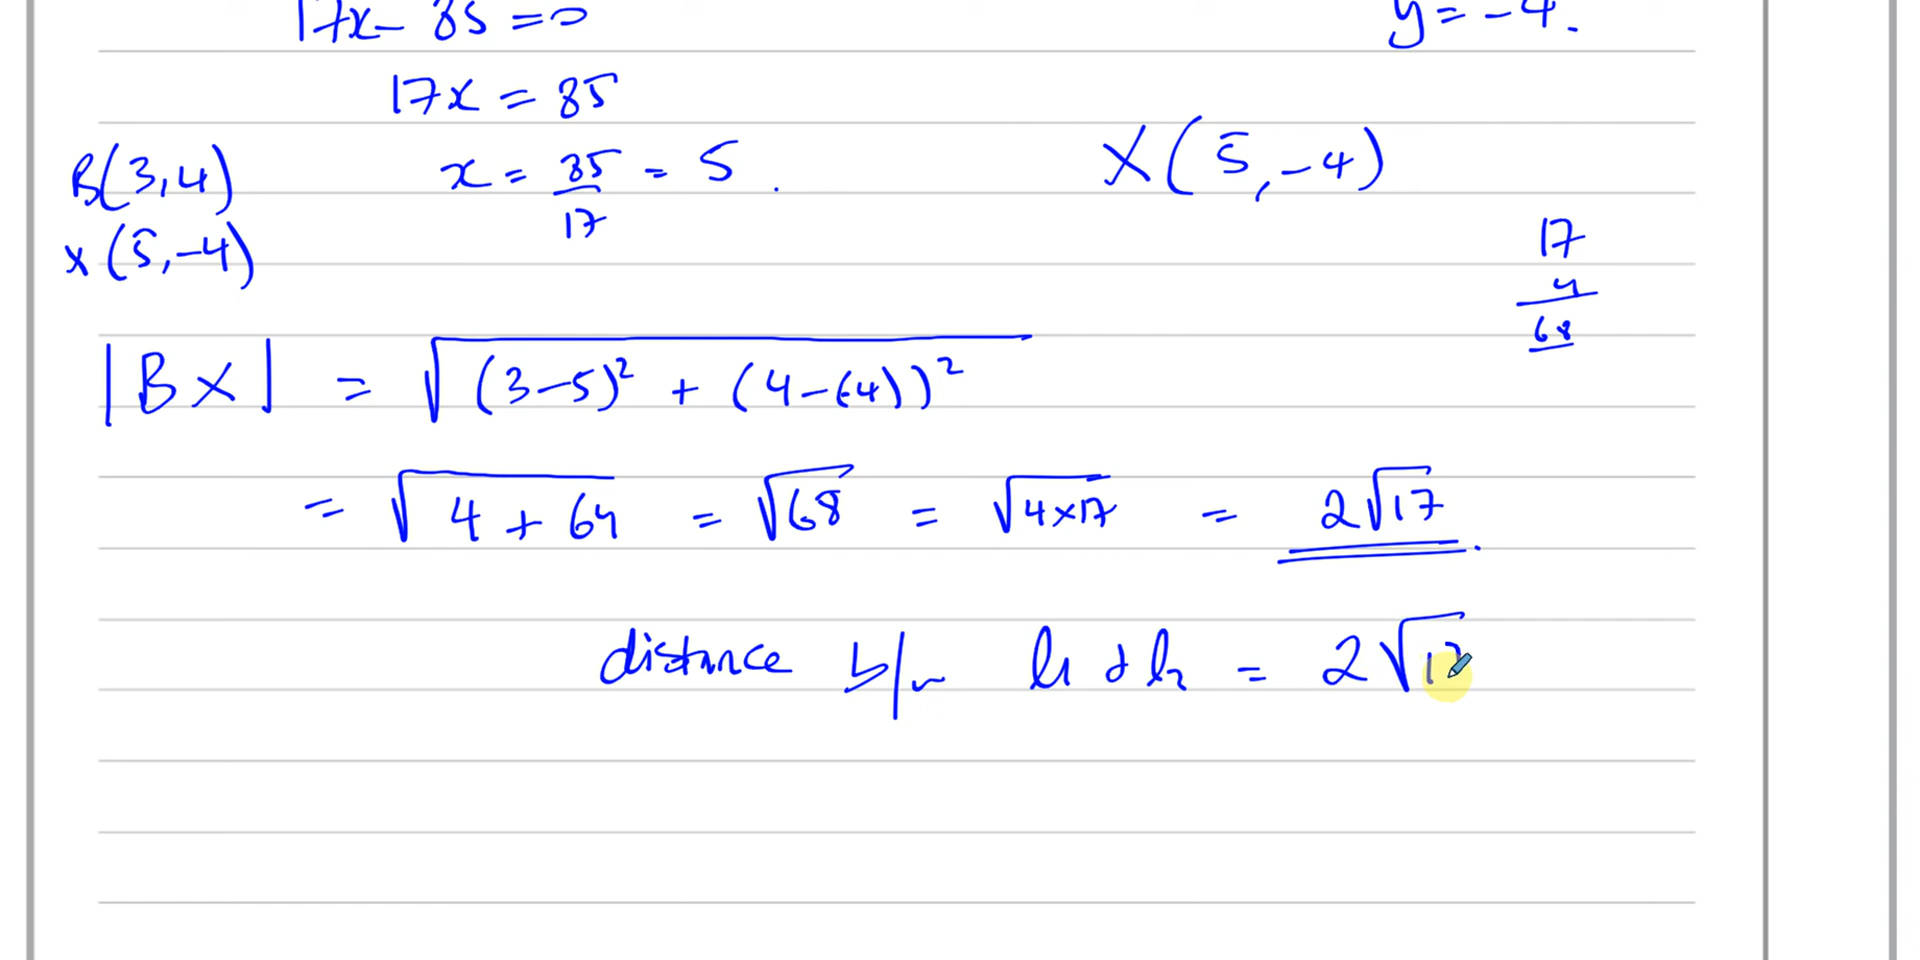 17x - 85 = 0
y = -4.
17x = 85
B(3,4)
x = 85/17 = 5.
X(5,-4)
x(5,-4)
17
4
68
|BX| = √((3-5)² + (4-(-4))²
= √(4+64) = √68 = √(4×17) = 2√17.
distance b/w l1 + l2 = 2√17